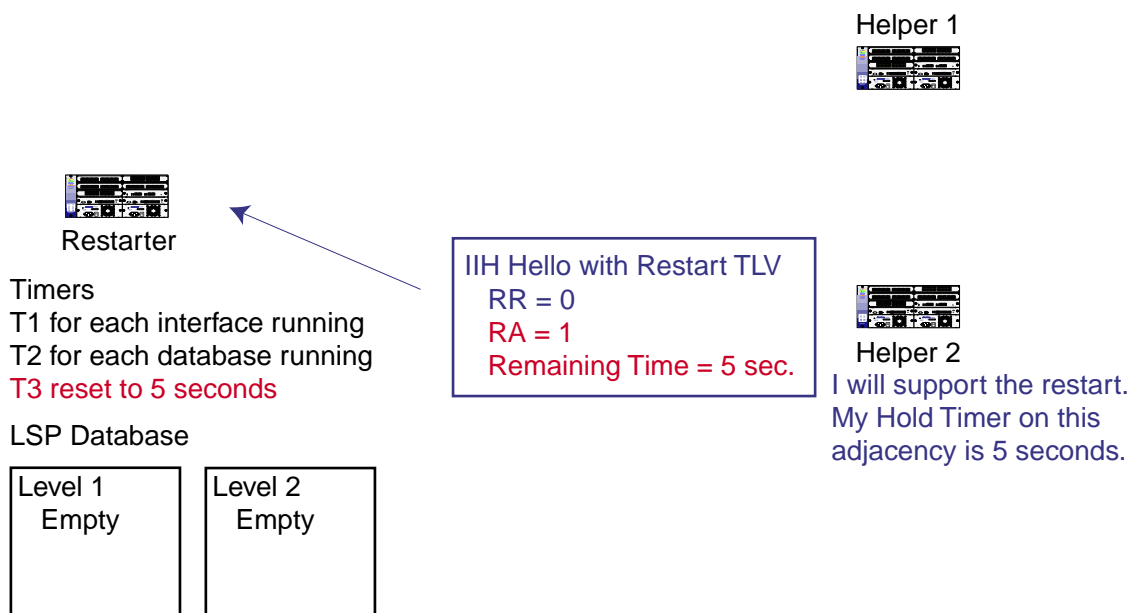 Helper 1
Restarter
Timers
T1 for each interface running
T2 for each database running
T3 reset to 5 seconds
LSP Database
Level 1
Empty
Level 2
Empty
IIH Hello with Restart TLV
RR = 0
RA = 1
Remaining Time = 5 sec.
Helper 2
I will support the restart.
My Hold Timer on this
adjacency is 5 seconds.